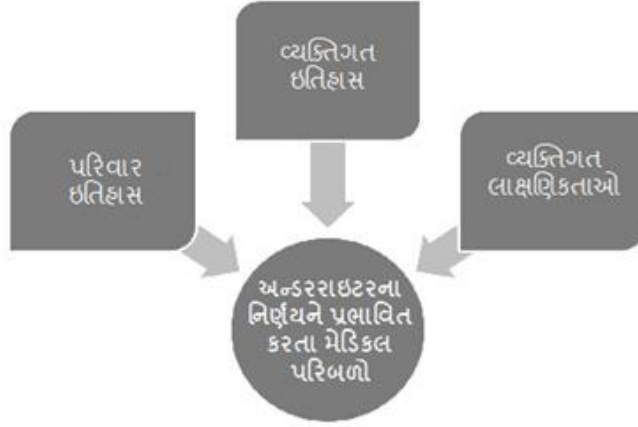 વ્યક્તિગત
ઇતિહાસ
પરિવાર
ઇતિહાસ
વ્યક્તિગત
લાક્ષણિકતાઓ
અન્ડરરાઇટરના
નિર્ણયને પ્રભાવિત
કરતા મેડિકલ
પરિબળો